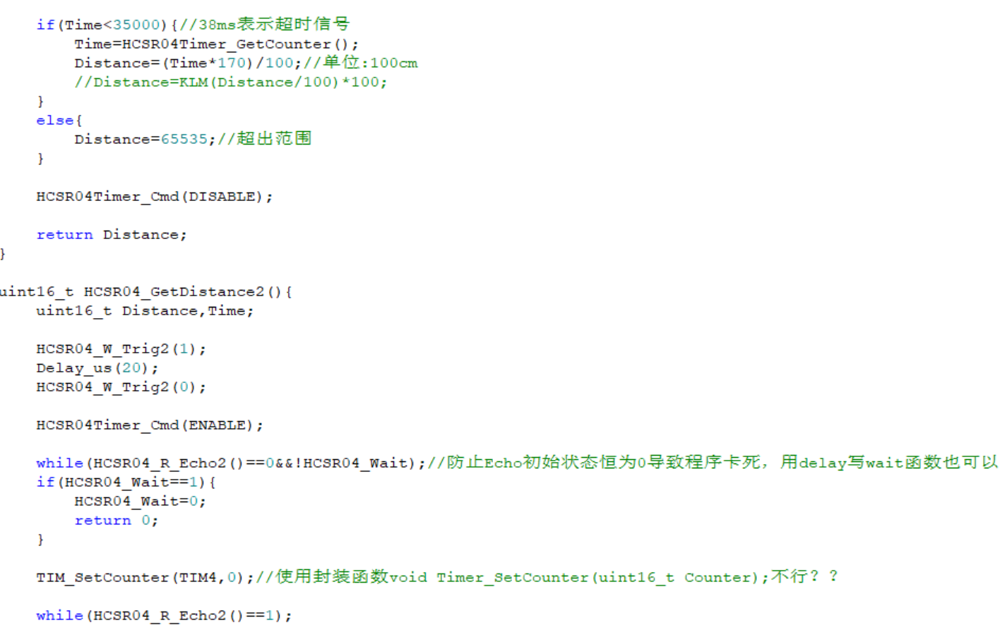 if(Time<35000){//38ms表示超时信号
Time=HCSR04Timer_GetCounter();
Distance=(Time*170)/100;//单位:100cm
//Distance=KLM(Distance/100)*100;
}
else{
Distance=65535;//超出范围
}
HCSR04Timer_Cmd(DISABLE);
return Distance;
}
uint16_t HCSR04_GetDistance2(){
uint16_t Distance,Time;
HCSR04_W_Trig2(1);
Delay_us(20);
HCSR04_W_Trig2(0);
HCSR04Timer_Cmd(ENABLE);
while(HCSR04_R_Echo2()==0&&!HCSR04_Wait);//防止Echo初始状态恒为0导致程序卡死，用delay写wait函数也可以
if(HCSR04_Wait==1){
HCSR04_Wait=0;
return 0;
}
TIM_SetCounter(TIM4,0);//使用封装函数void Timer_SetCounter(uint16_t Counter);不行？？
while(HCSR04_R_Echo2()==1);